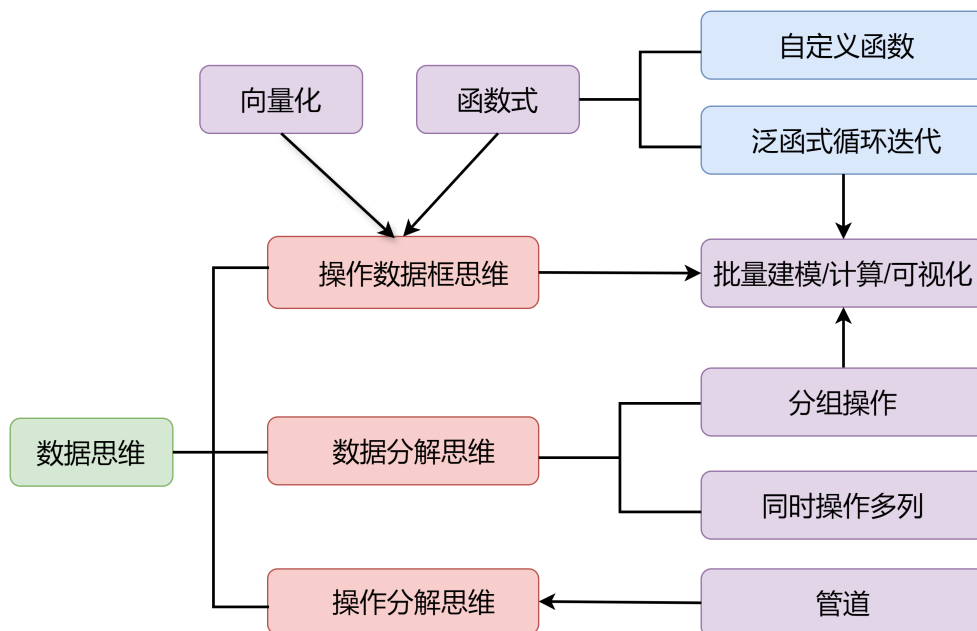 自定义函数
向量化
函数式
泛函式循环迭代
操作数据框思维
批量建模/计算/可视化
分组操作
数据思维
数据分解思维
同时操作多列
操作分解思维
管道